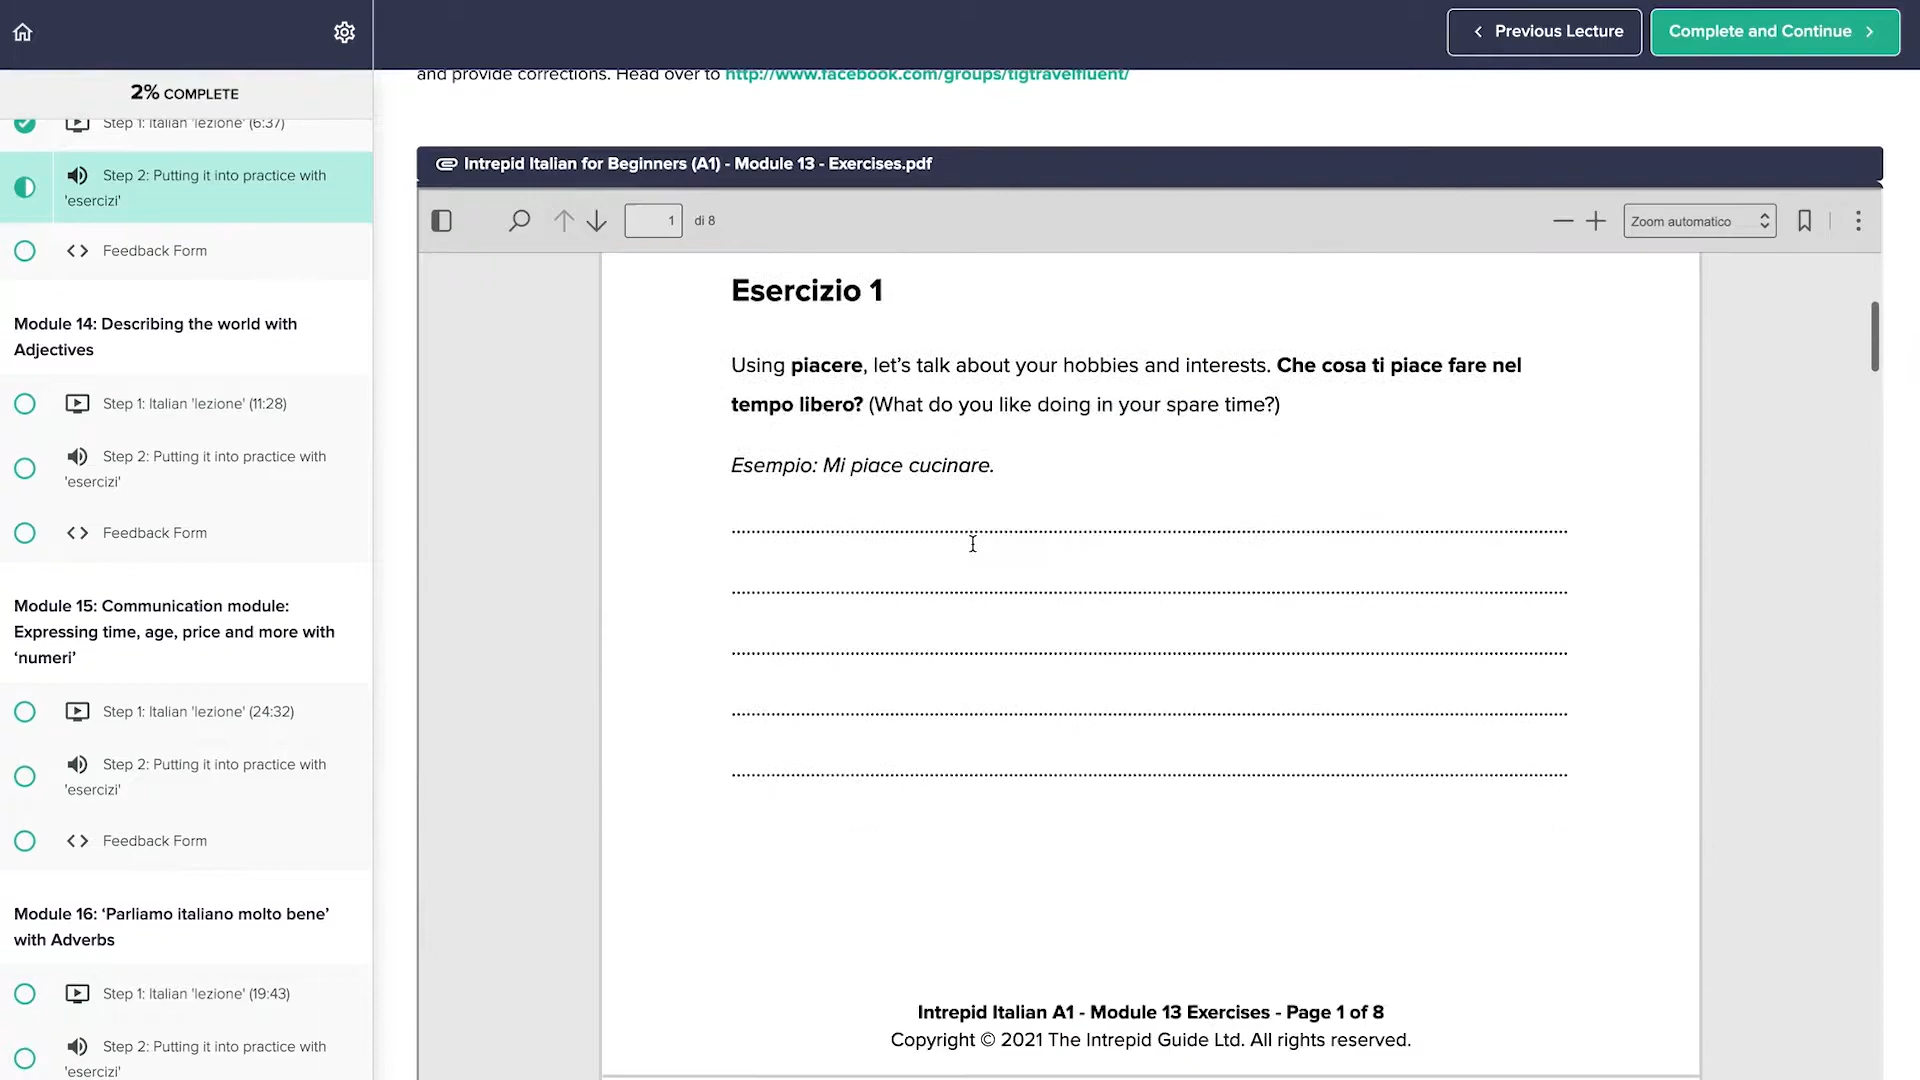 Previous Lecture
Complete and Continue
2% COMPLETE
Step 1: Italian 'lezione' (6:37)
Step 2: Putting it into practice with
'esercizi'
Feedback Form
Module 14: Describing the world with
Adjectives
Step 1: Italian 'lezione' (11:28)
Step 2: Putting it into practice with
'esercizi'
Feedback Form
Module 15: Communication module:
Expressing time, age, price and more with
‘numeri’
Step 1: Italian 'lezione' (24:32)
Step 2: Putting it into practice with
'esercizi'
Feedback Form
Module 16: ‘Parliamo italiano molto bene’
with Adverbs
Step 1: Italian 'lezione' (19:43)
Step 2: Putting it into practice with
'esercizi'
and provide corrections. Head over to http://www.facebook.com/groups/tigtravelfluent/
Intrepid Italian for Beginners (A1) - Module 13 - Exercises.pdf
1 di 8
Zoom automatico
Esercizio 1
Using piacere, let’s talk about your hobbies and interests. Che cosa ti piace fare nel
tempo libero? (What do you like doing in your spare time?)
Esempio: Mi piace cucinare.
Intrepid Italian A1 - Module 13 Exercises - Page 1 of 8
Copyright © 2021 The Intrepid Guide Ltd. All rights reserved.